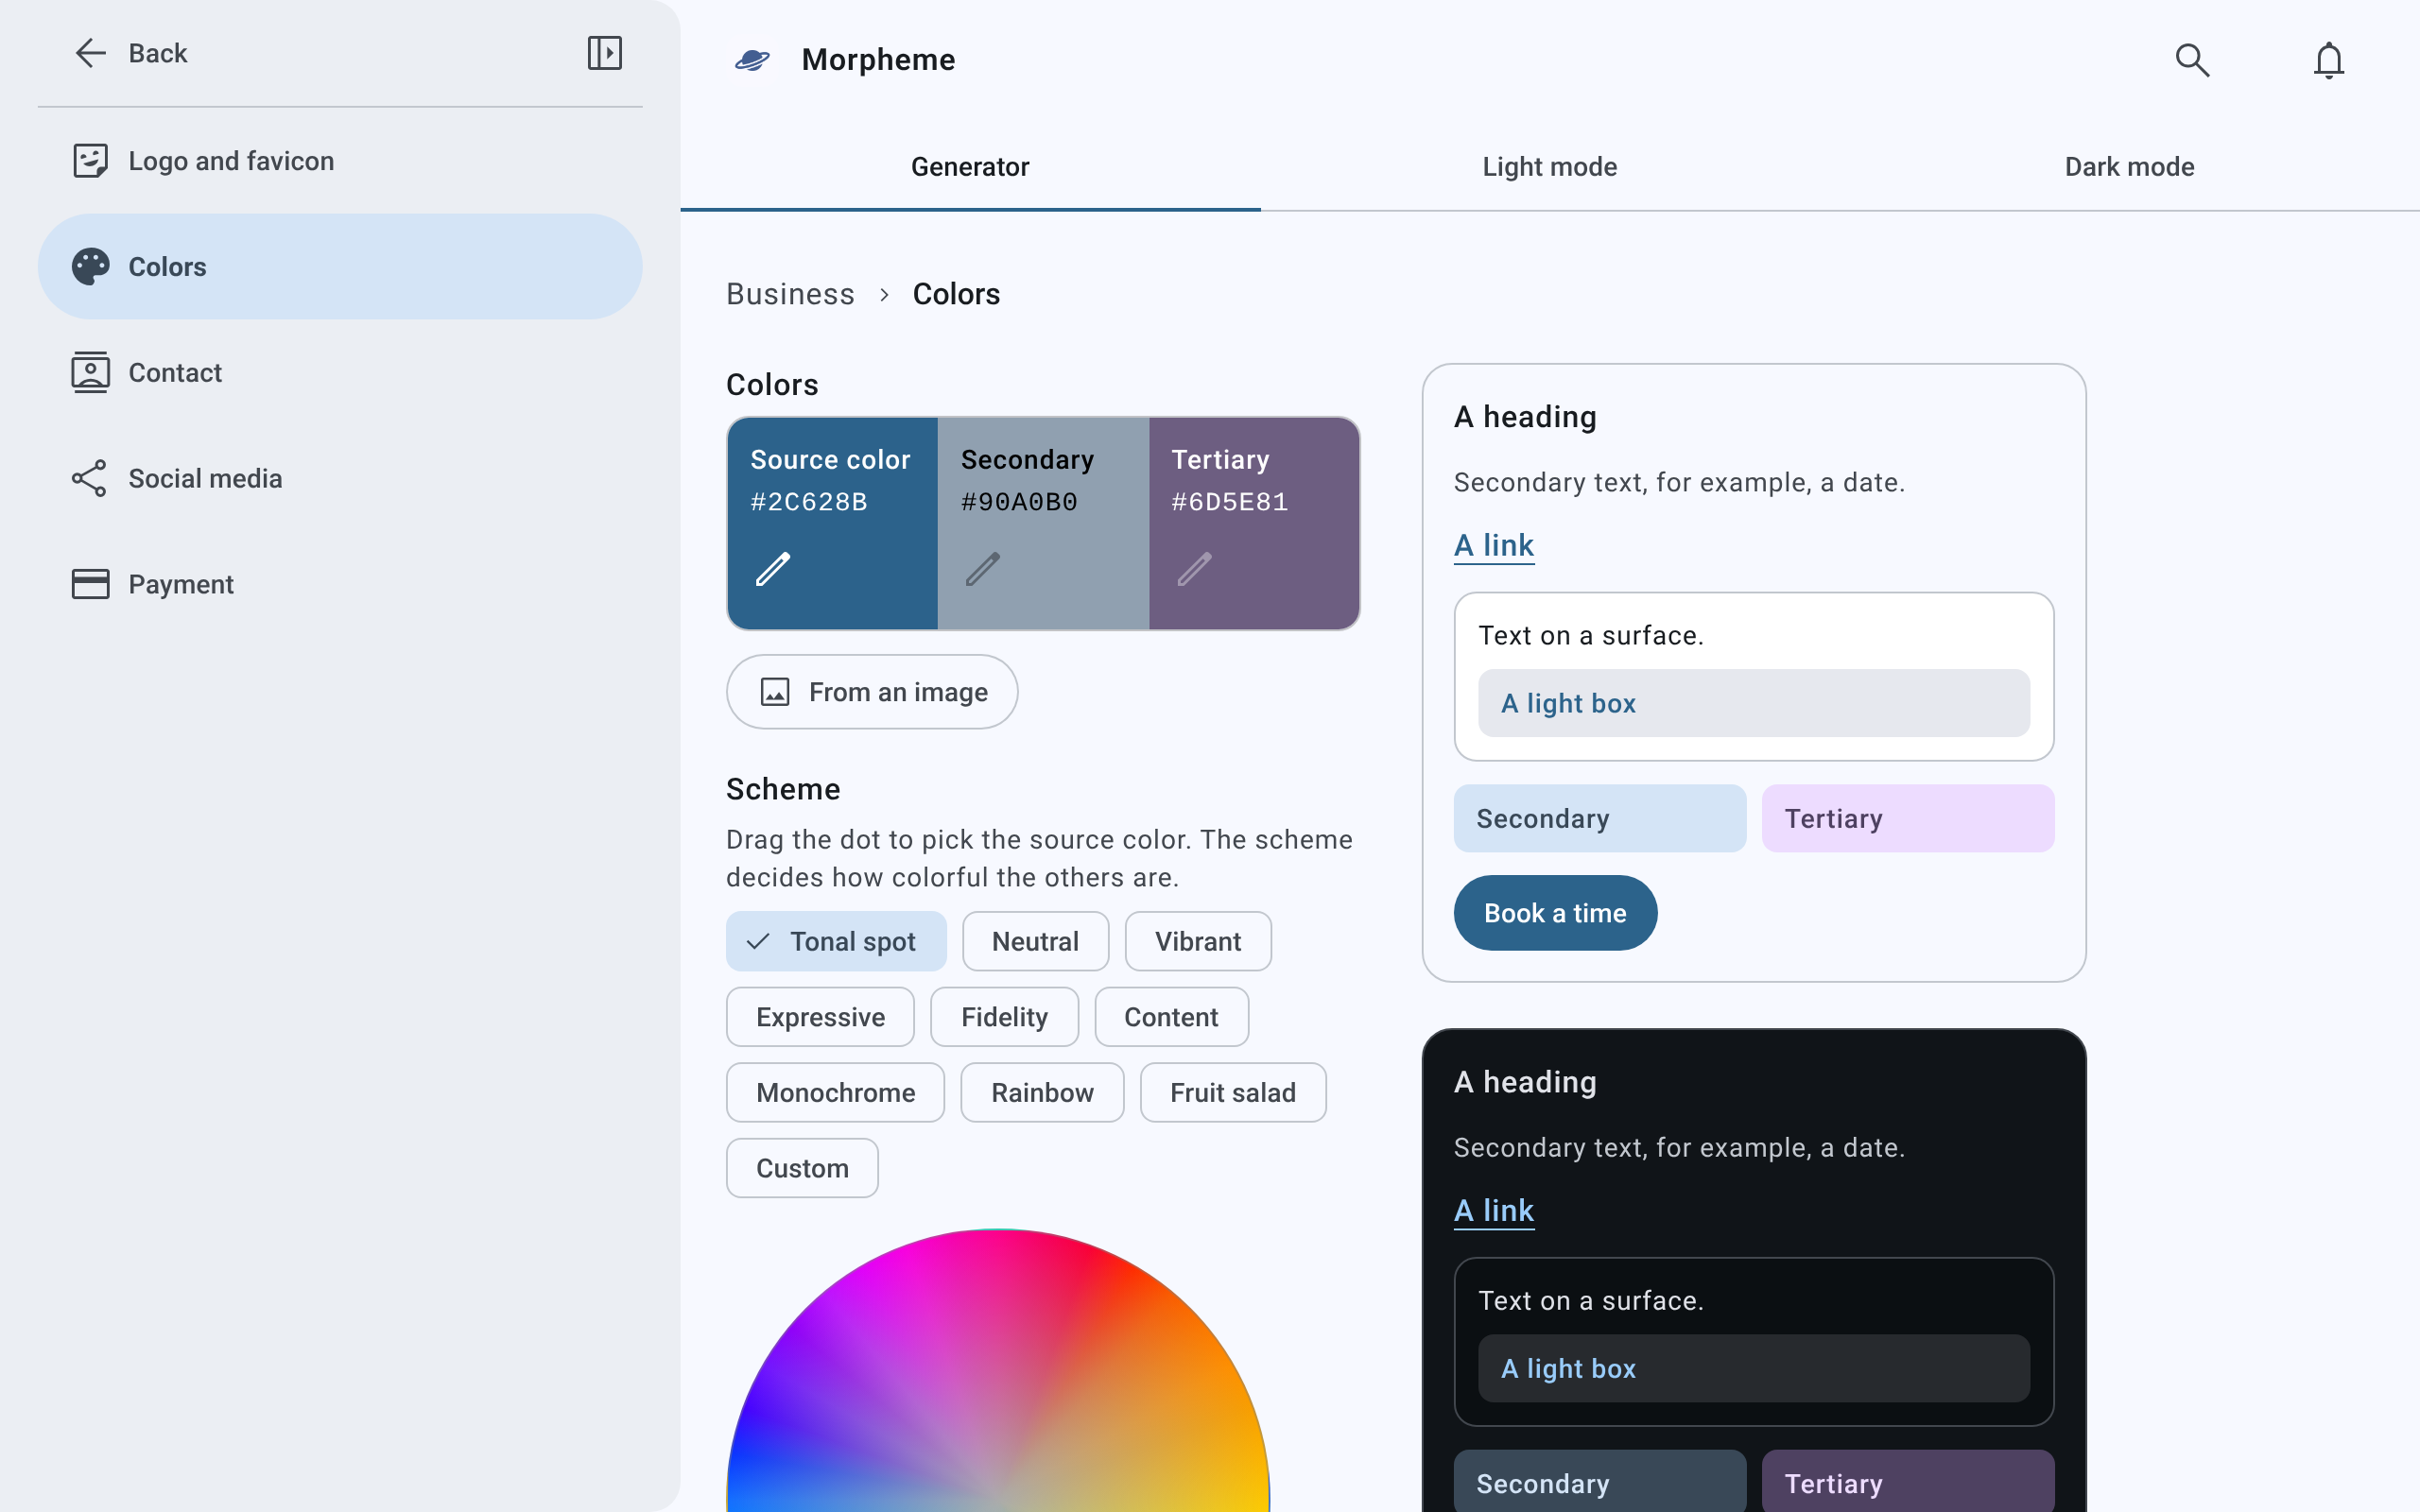 Back
Logo and favicon
Colors
Contact
Social media
Payment
Morpheme
Generator
Light mode
Dark mode
Business > Colors
Colors
Source color
#2C628B
Secondary
#90A0B0
Tertiary
#6D5E81
From an image
Scheme
Drag the dot to pick the source color. The scheme
decides how colorful the others are.
Tonal spot
Neutral
Vibrant
Expressive
Fidelity
Content
Monochrome
Rainbow
Fruit salad
Custom
A heading
Secondary text, for example, a date.
A link
Text on a surface.
A light box
Secondary
Tertiary
Book a time
A heading
Secondary text, for example, a date.
A link
Text on a surface.
A light box
Secondary
Tertiary